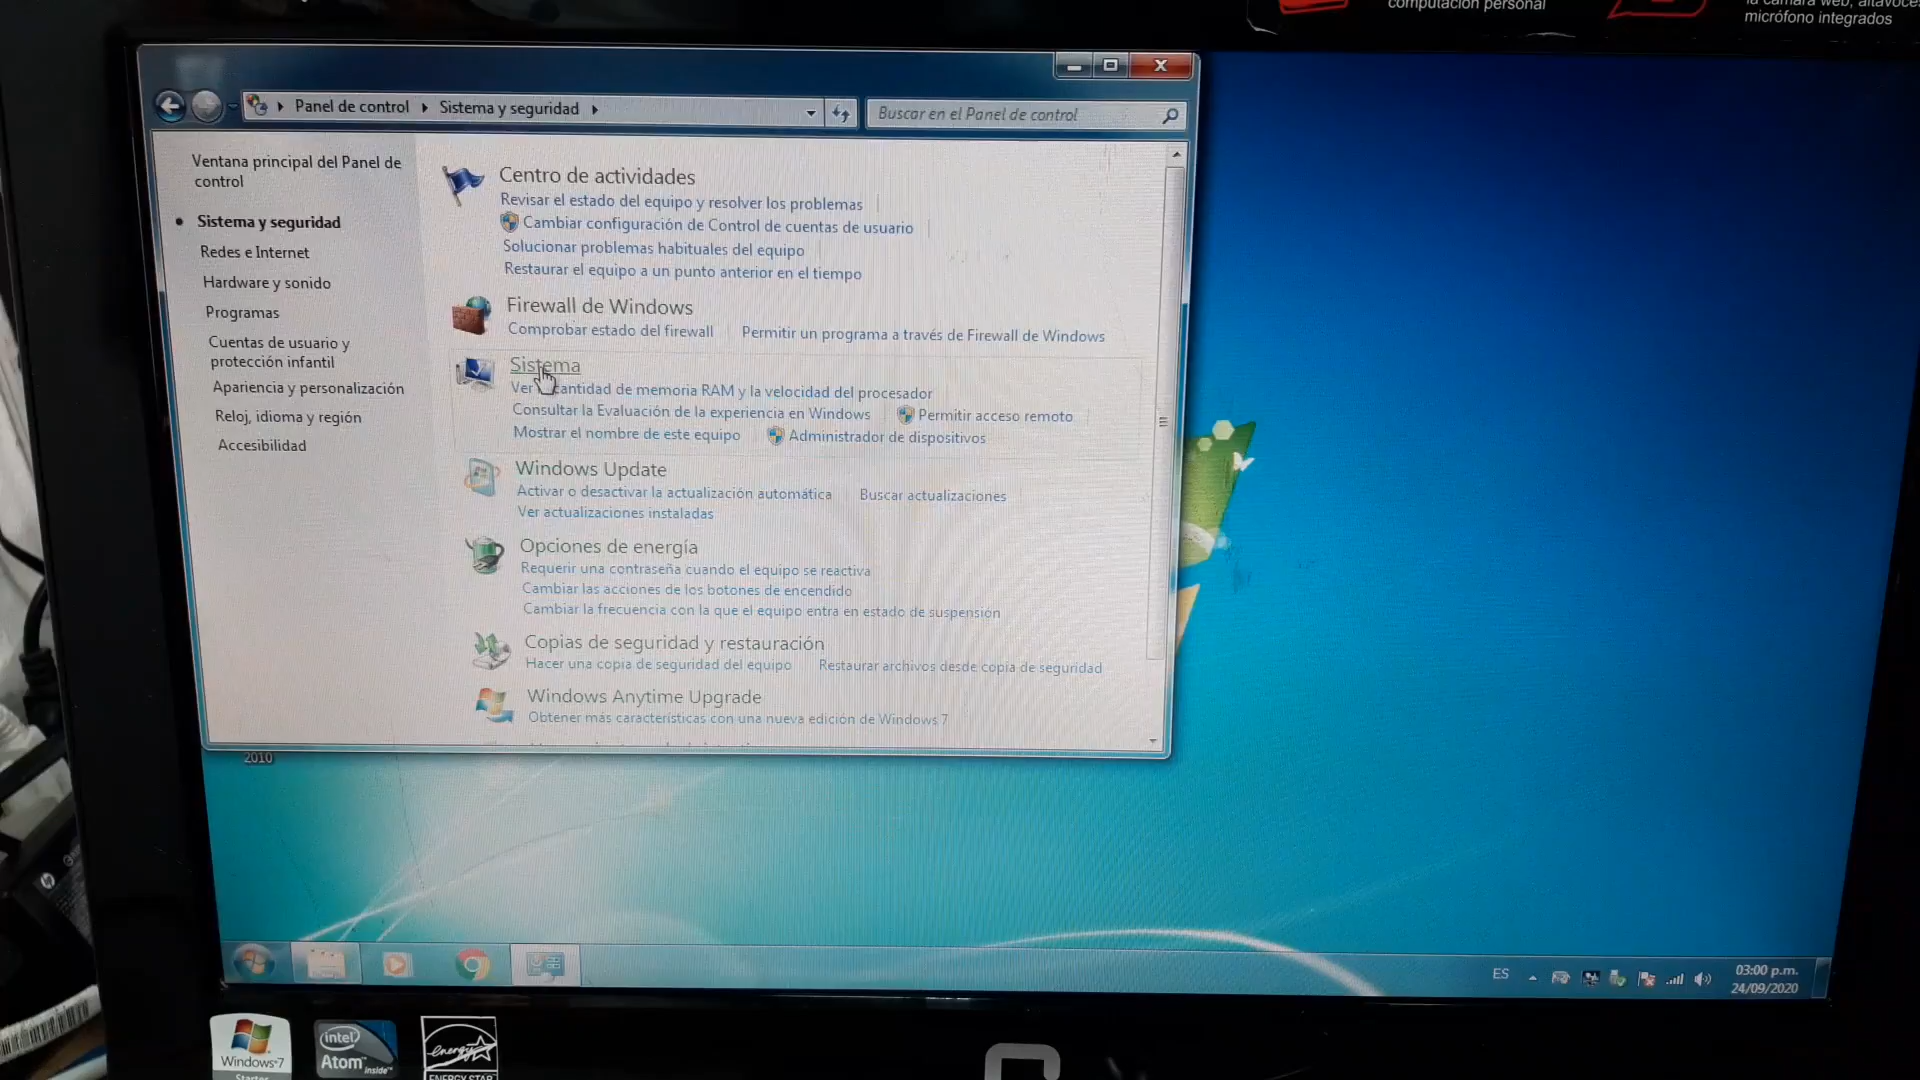 computación personal
la cámara web, altavoces
micrófono integrados
Panel de control
Sistema y seguridad
Buscar en el Panel de control
Ventana principal del Panel de
control
Sistema y seguridad
Redes e Internet
Hardware y sonido
Programas
Cuentas de usuario y
protección infantil
Apariencia y personalización
Reloj, idioma y región
Accesibilidad
Centro de actividades
Revisar el estado del equipo y resolver los problemas
Cambiar configuración de Control de cuentas de usuario
Solucionar problemas habituales del equipo
Restaurar el equipo a un punto anterior en el tiempo
Firewall de Windows
Comprobar estado del firewall Permitir un programa a través de Firewall de Windows
Sistema
Ver cantidad de memoria RAM y la velocidad del procesador
Consultar la Evaluación de la experiencia en Windows Permitir acceso remoto
Mostrar el nombre de este equipo Administrador de dispositivos
Windows Update
Activar o desactivar la actualización automática Buscar actualizaciones
Ver actualizaciones instaladas
Opciones de energía
Requerir una contraseña cuando el equipo se reactiva
Cambiar las acciones de los botones de encendido
Cambiar la frecuencia con la que el equipo entra en estado de suspensión
Copias de seguridad y restauración
Hacer una copia de seguridad del equipo Restaurar archivos desde copia de seguridad
Windows Anytime Upgrade
Obtener más características con una nueva edición de Windows 7
2010
ES
03:00 p.m.
24/09/2020
Windows 7
Starter
intel
Atom
inside
energy
ENERGY STAR
hp